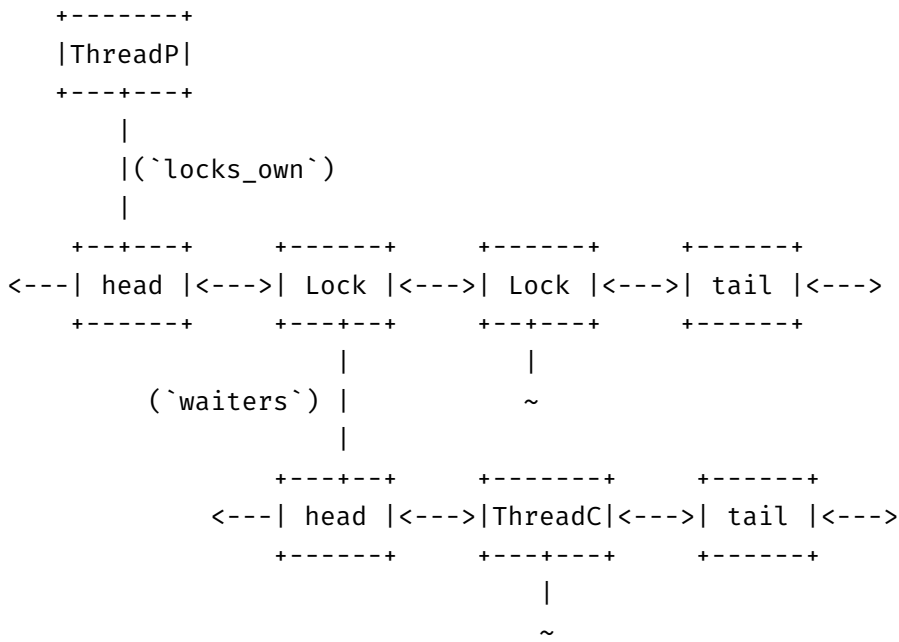 +-------+
|ThreadP|
+---+---+
|
|(`locks_own`)
|
+--+---+ +------+ +------+ +------+
<---| head |<--->| Lock |<--->| Lock |<--->| tail |<--->
+------+ +---+--+ +--+---+ +------+
| |
(`waiters`) | ~
|
+---+--+ +-------+ +------+
<---| head |<--->|ThreadC|<--->| tail |<--->
+------+ +---+---+ +------+
|
~